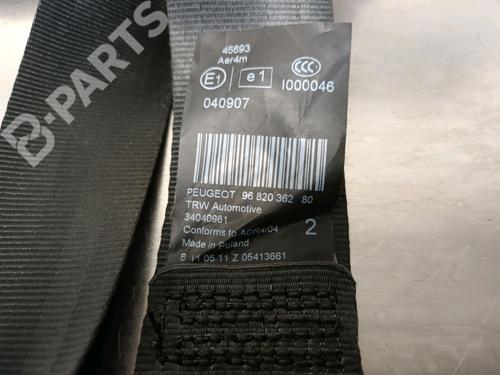 B-PARTS
45693
Aer4m
E1 e1 I000046
040907
PEUGEOT 96 820 362 80
TRW Automotive
34040961
Conforms to ADR4/04
Made in Poland 2
B 11 05 11 Z 05413661